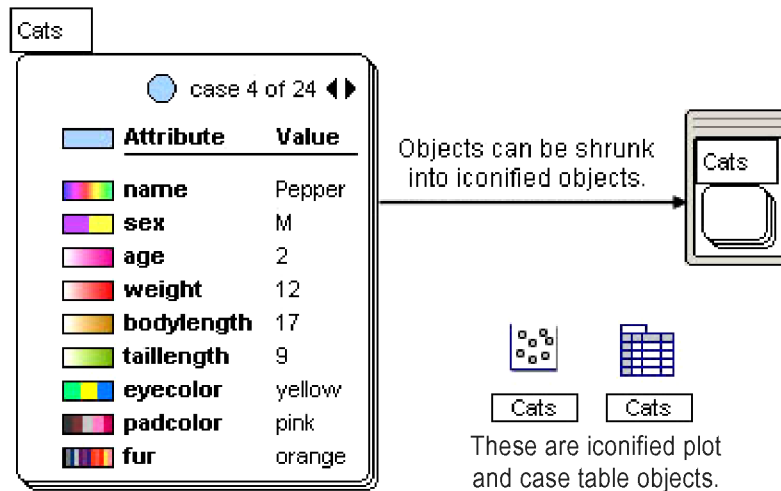 Cats
case 4 of 24
Attribute Value
name Pepper
sex M
age 2
weight 12
bodylength 17
taillength 9
eyecolor yellow
padcolor pink
fur orange
Objects can be shrunk
into iconified objects.
Cats
Cats Cats
These are iconified plot
and case table objects.